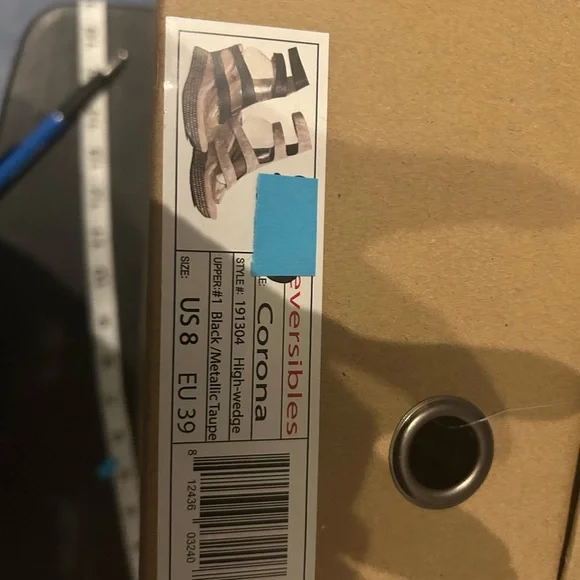 eversibles
E: Corona
STYLE#: 191304 High-wedge
UPPER:#1 Black/Metallic Taupe
SIZE: US 8 EU 39
8 12436 03240